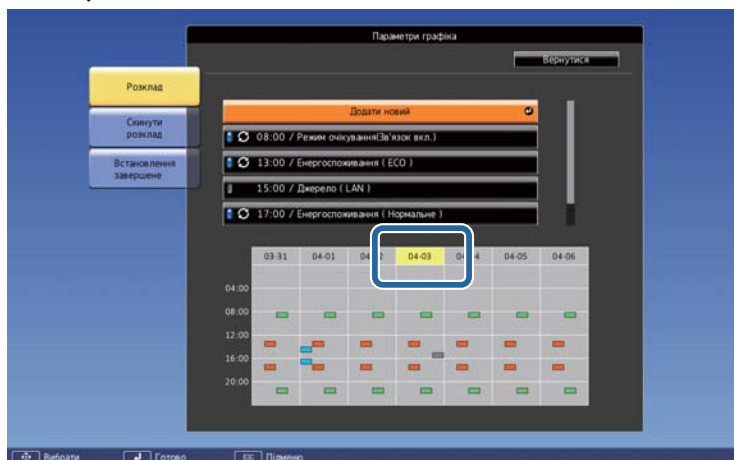 Параметри графіка
Вернутися
Розклад
Скинути
розклад
Встановлення
завершене
Додати новий
08:00 / Режим очікування(Зв'язок вкл.)
13:00 / Енергоспоживання ( ECO )
15:00 / Джерело ( LAN )
17:00 / Енергоспоживання ( Нормальне )
03-31 04-01 04-03 04-05 04-06
04:00
08:00
12:00
16:00
20:00
Вибрати Готово Esc Підменю